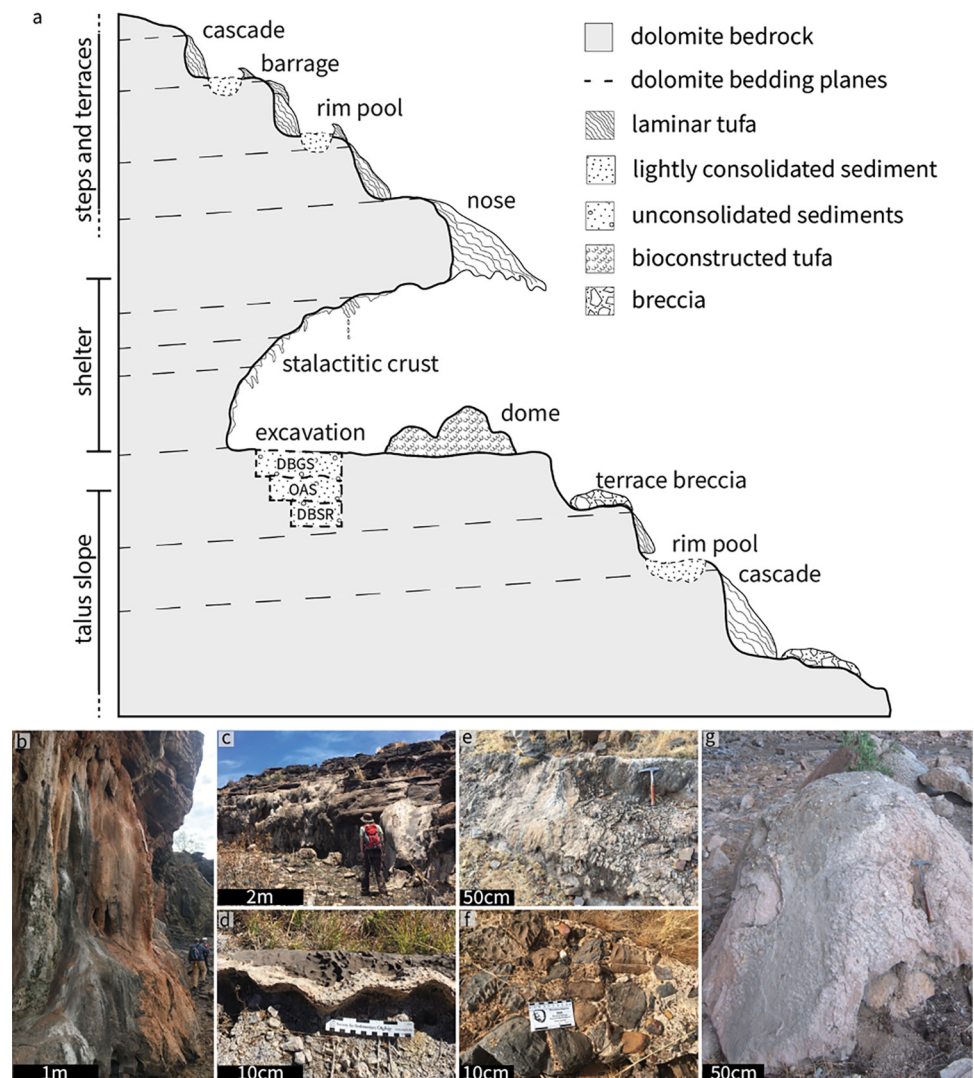 a
cascade
barrage
rim pool
nose
steps and terraces
dolomite bedrock
dolomite bedding planes
laminar tufa
lightly consolidated sediment
unconsolidated sediments
bioconstructed tufa
breccia
shelter
stalactitic crust
dome
excavation
DBGS
OAS
DBSR
terrace breccia
rim pool
cascade
talus slope
b
1m
c
2m
d
10cm
e
50cm
f
10cm
g
50cm